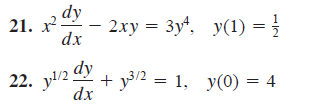 21. x² dy/dx − 2xy = 3y⁴, y(1) = 1/2
22. y^{1/2} dy/dx + y^{3/2} = 1, y(0) = 4